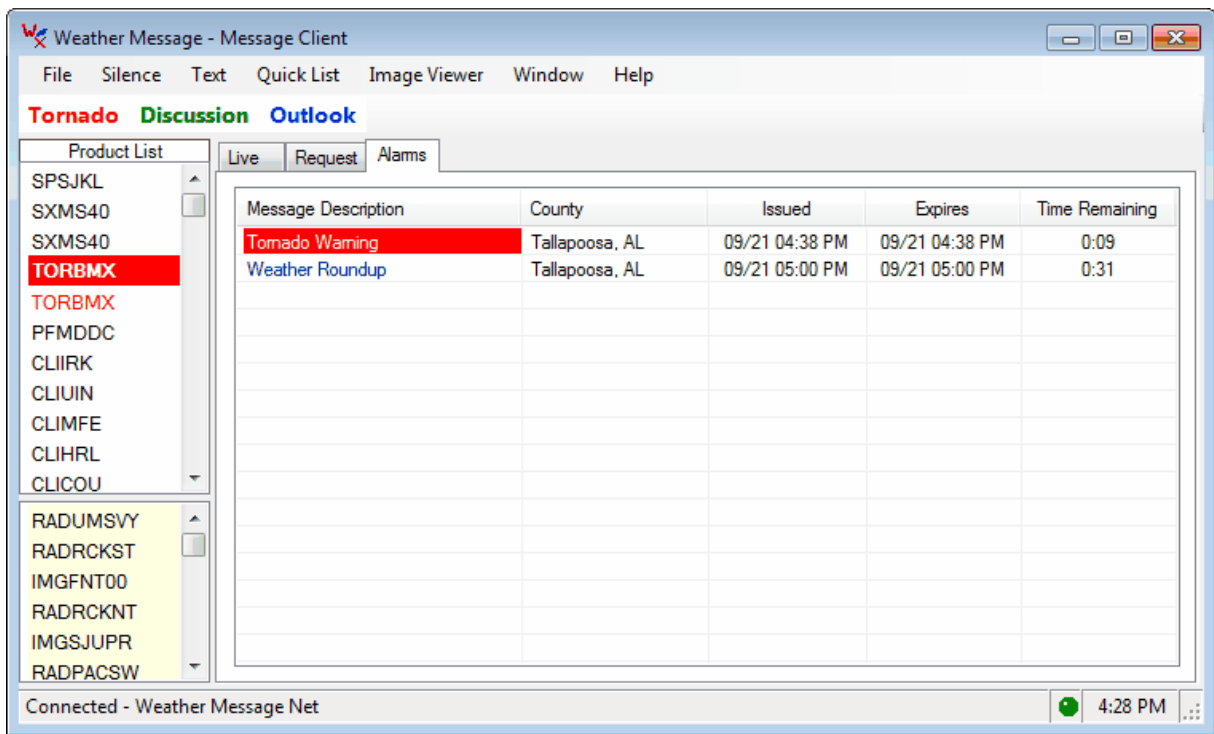 Weather Message - Message Client
File Silence Text Quick List Image Viewer Window Help
Tornado Discussion Outlook
Product List
SPSJKL
SXMS40
SXMS40
TORBMX
TORBMX
PFMDDC
CLIIRK
CLIUIN
CLIMFE
CLIHRL
CLICOU
RADUMSVY
RADRCKST
IMGFNT00
RADRCKNT
IMGSJUPR
RADPACSW
Live Request Alarms
Message Description County Issued Expires Time Remaining
Tornado Warning Tallapoosa, AL 09/21 04:38 PM 09/21 04:38 PM 0:09
Weather Roundup Tallapoosa, AL 09/21 05:00 PM 09/21 05:00 PM 0:31
Connected - Weather Message Net 4:28 PM